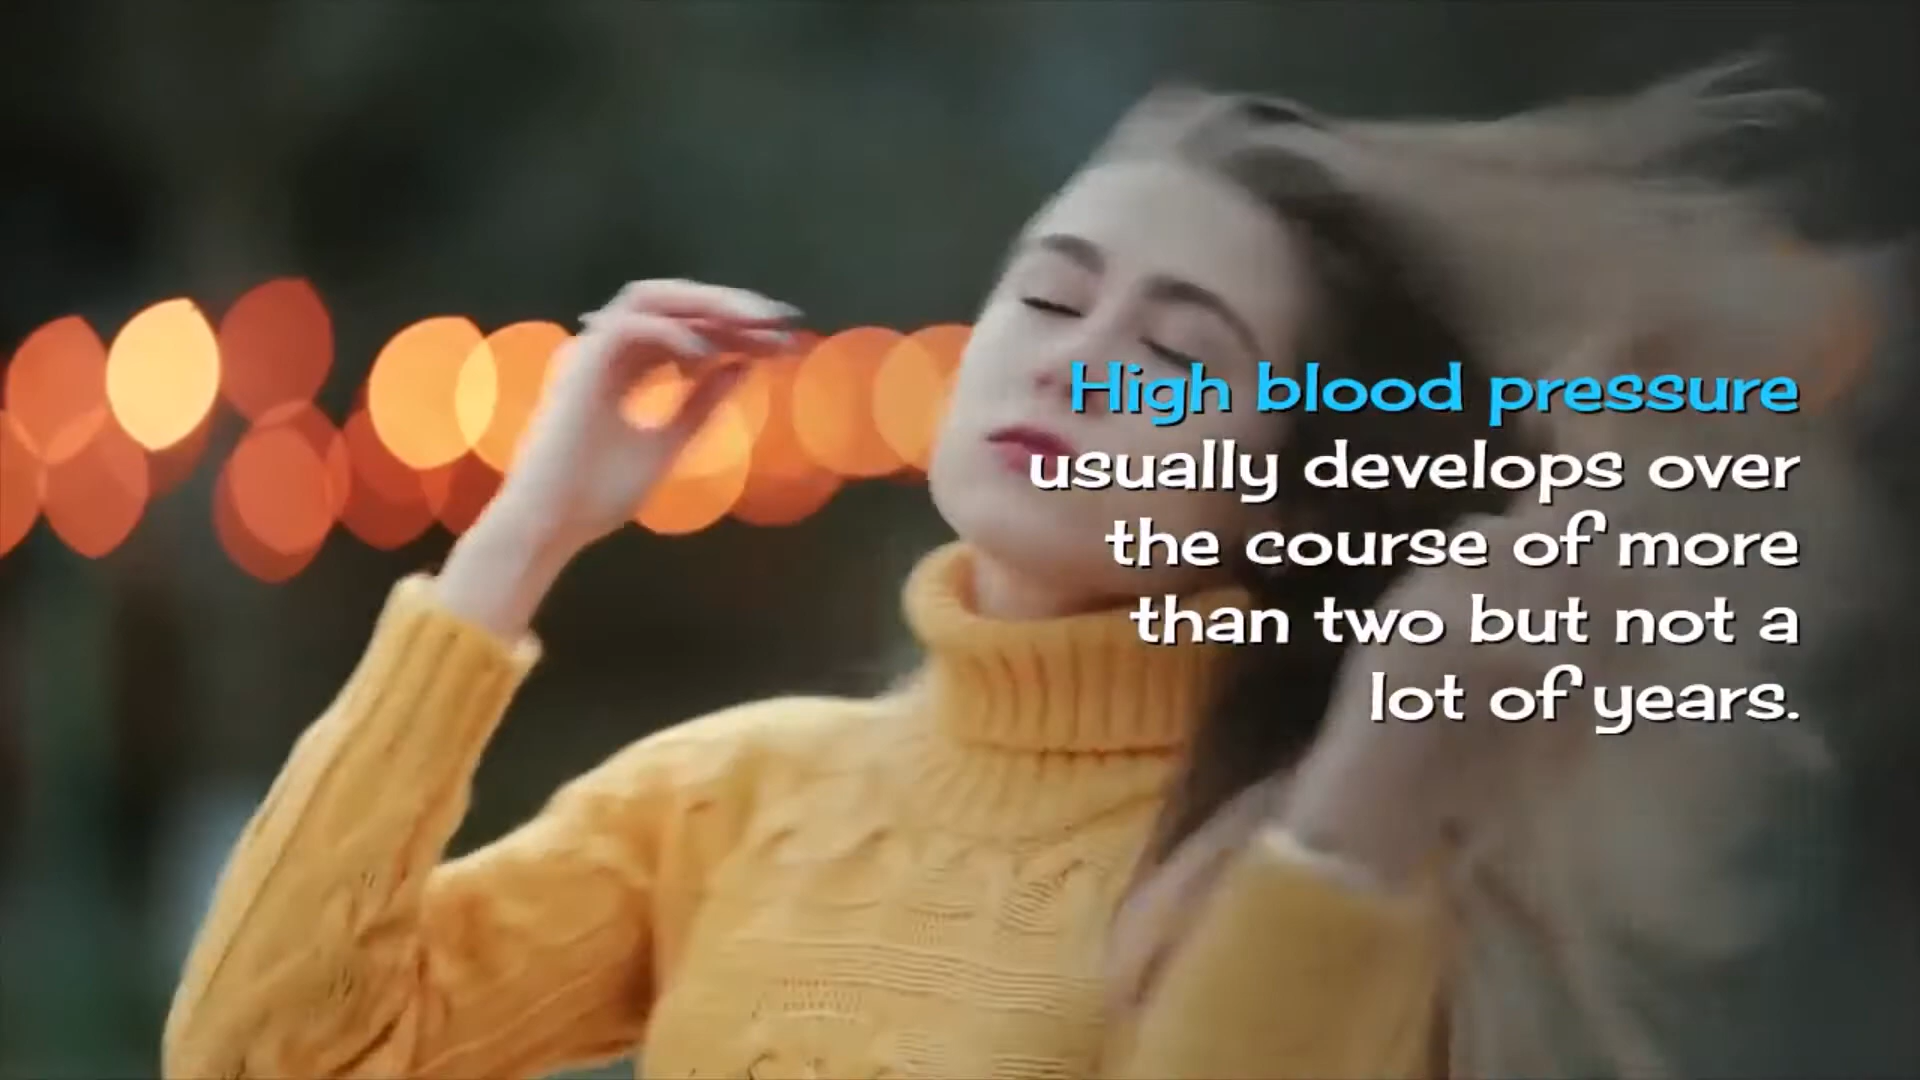 High blood pressure
usually develops over
the course of more
than two but not a
lot of years.